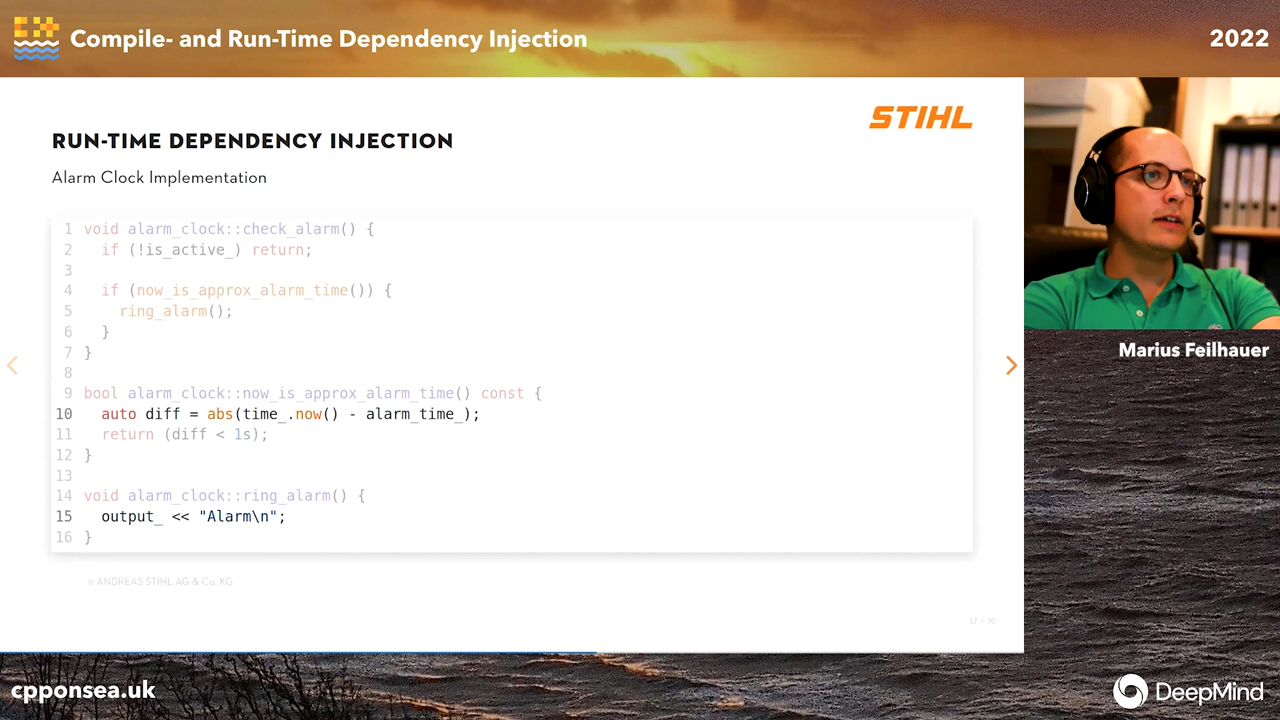 Compile- and Run-Time Dependency Injection
2022
STIHL
RUN-TIME DEPENDENCY INJECTION
Alarm Clock Implementation
1 void alarm_clock::check_alarm() {
2   if (!is_active_) return;
3
4   if (now_is_approx_alarm_time()) {
5     ring_alarm();
6   }
7 }
8
9 bool alarm_clock::now_is_approx_alarm_time() const {
10   auto diff = abs(time_.now() - alarm_time_);
11   return (diff < 1s);
12 }
13
14 void alarm_clock::ring_alarm() {
15   output_ << "Alarm\n";
16 }
© ANDREAS STIHL AG & Co. KG
17 / 30
Marius Feilhauer
cpponsea.uk
DeepMind